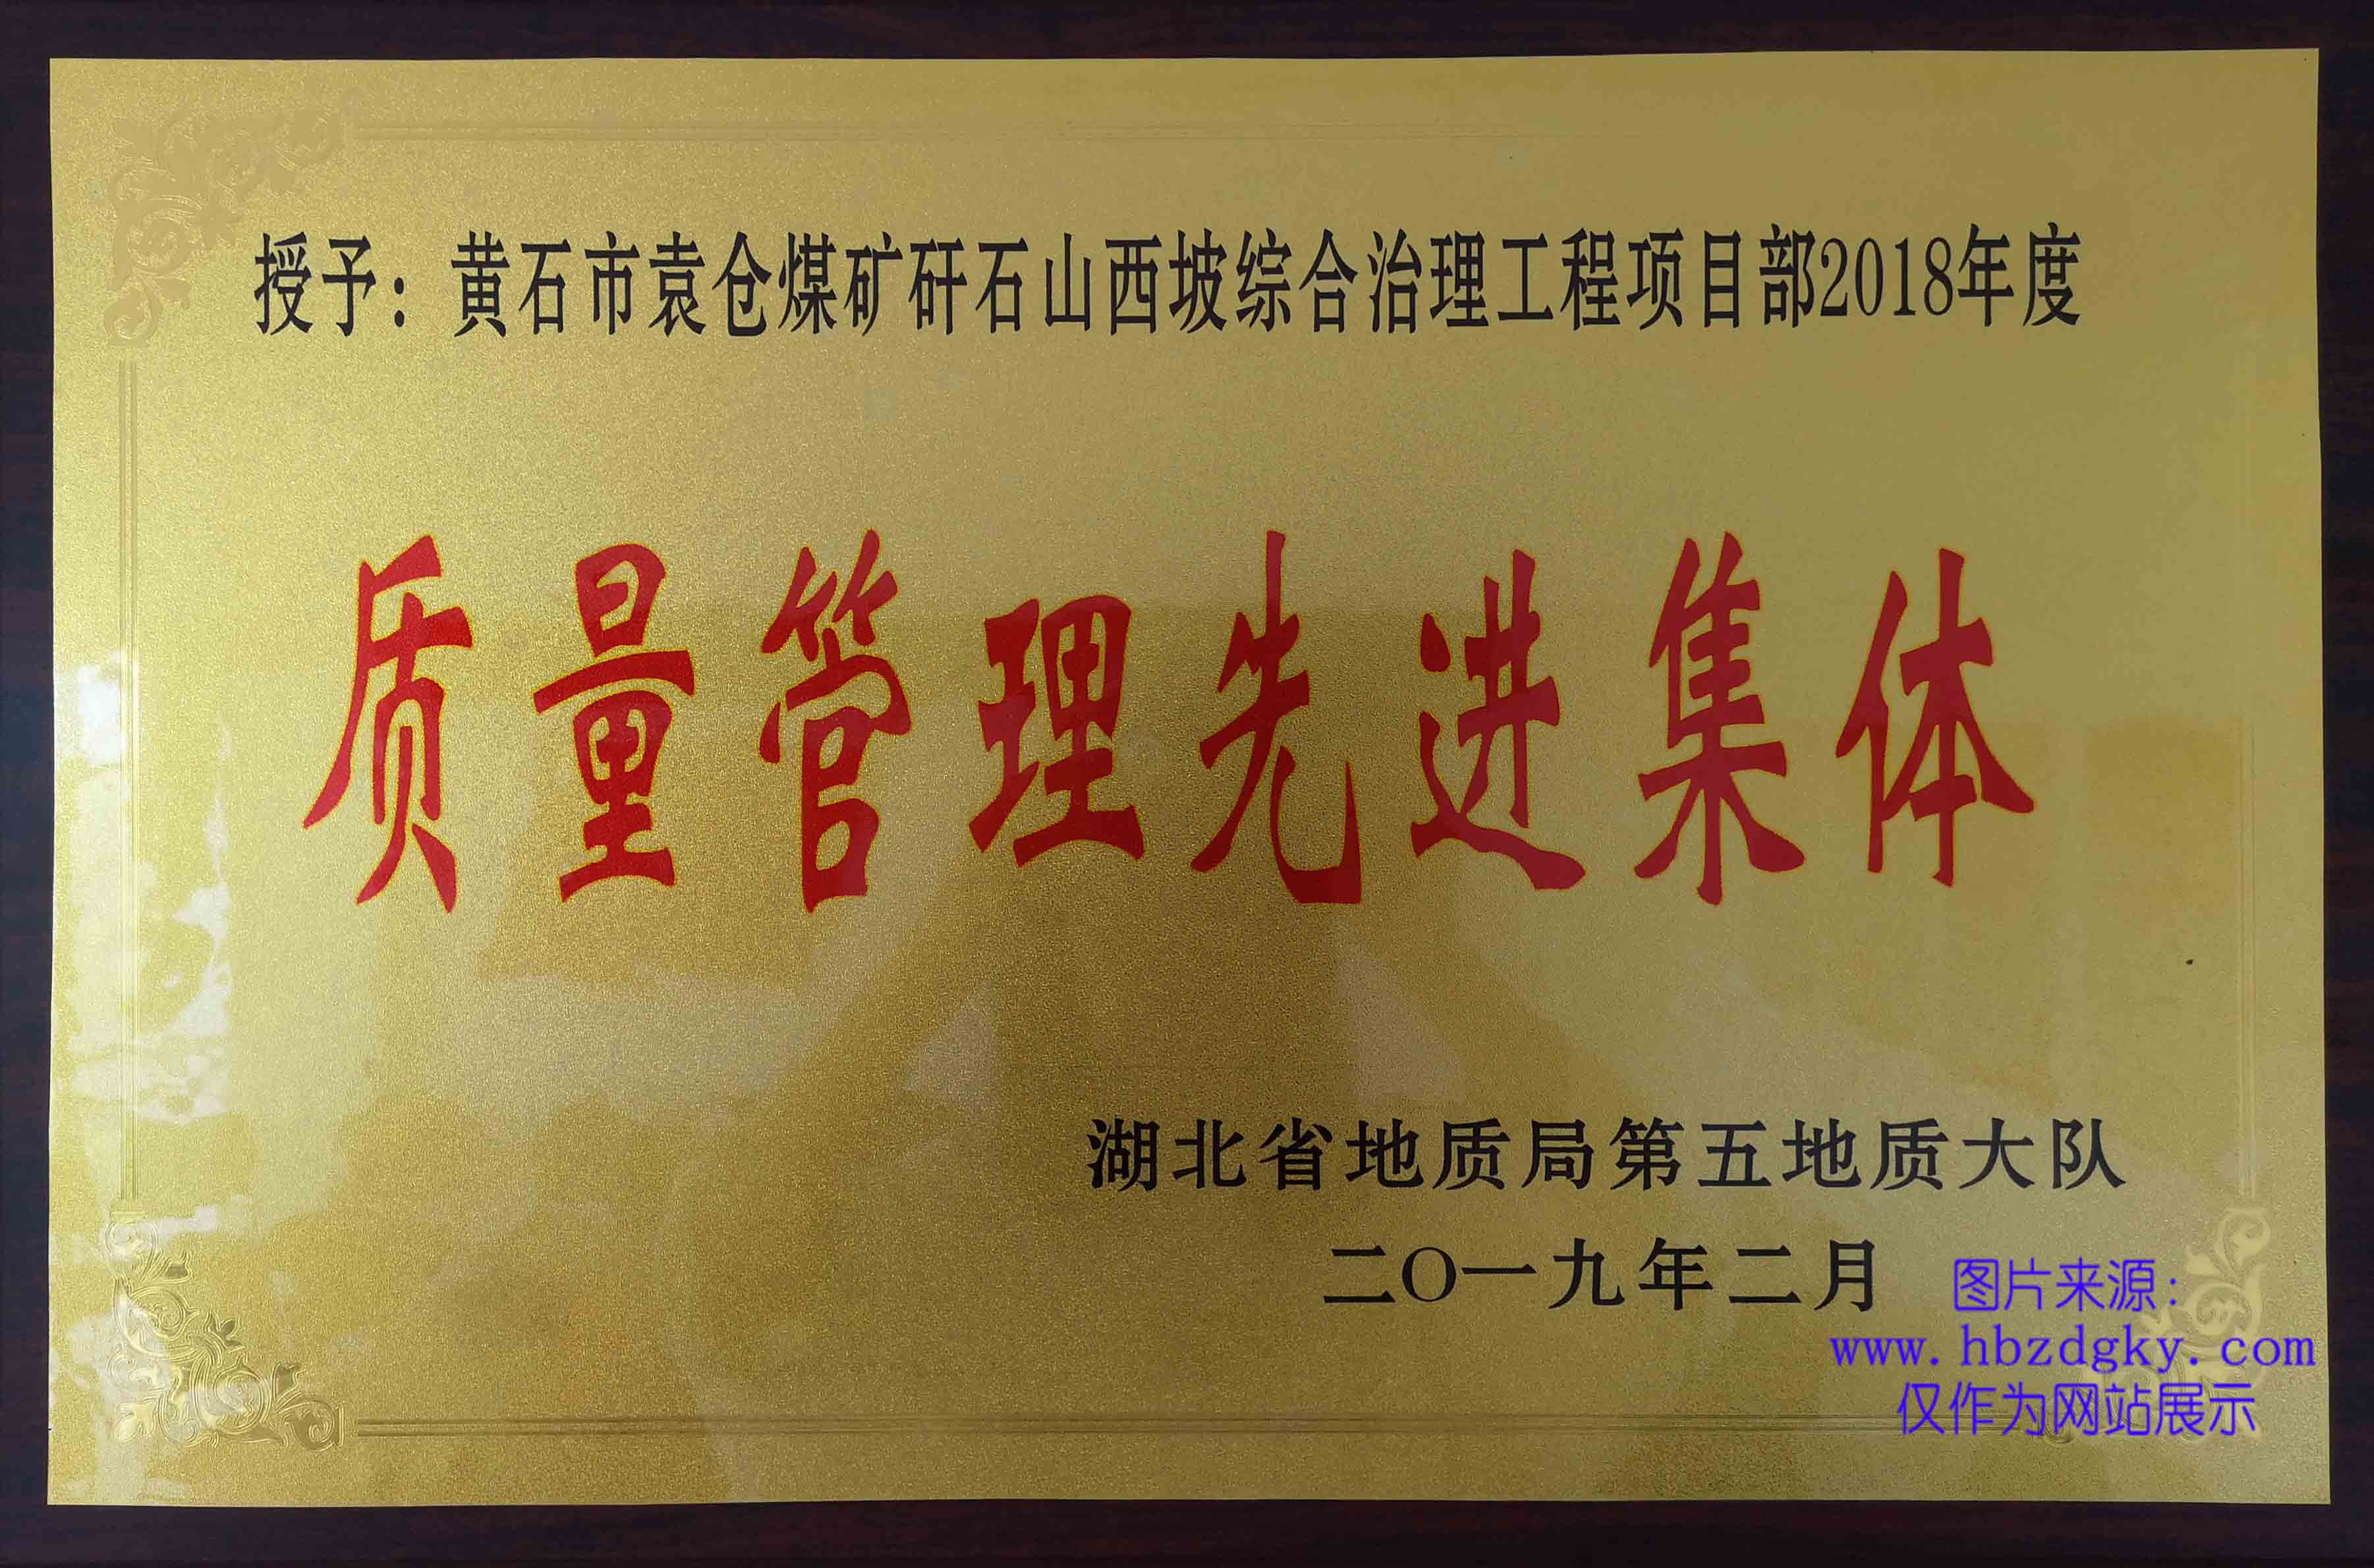 授予：黄石市袁仓煤矿矸石山西坡综合治理工程项目部2018年度
质量管理先进集体
湖北省地质局第五地质大队
二〇一九年二月
图片来源：
www.hbzdgky.com
仅作为网站展示